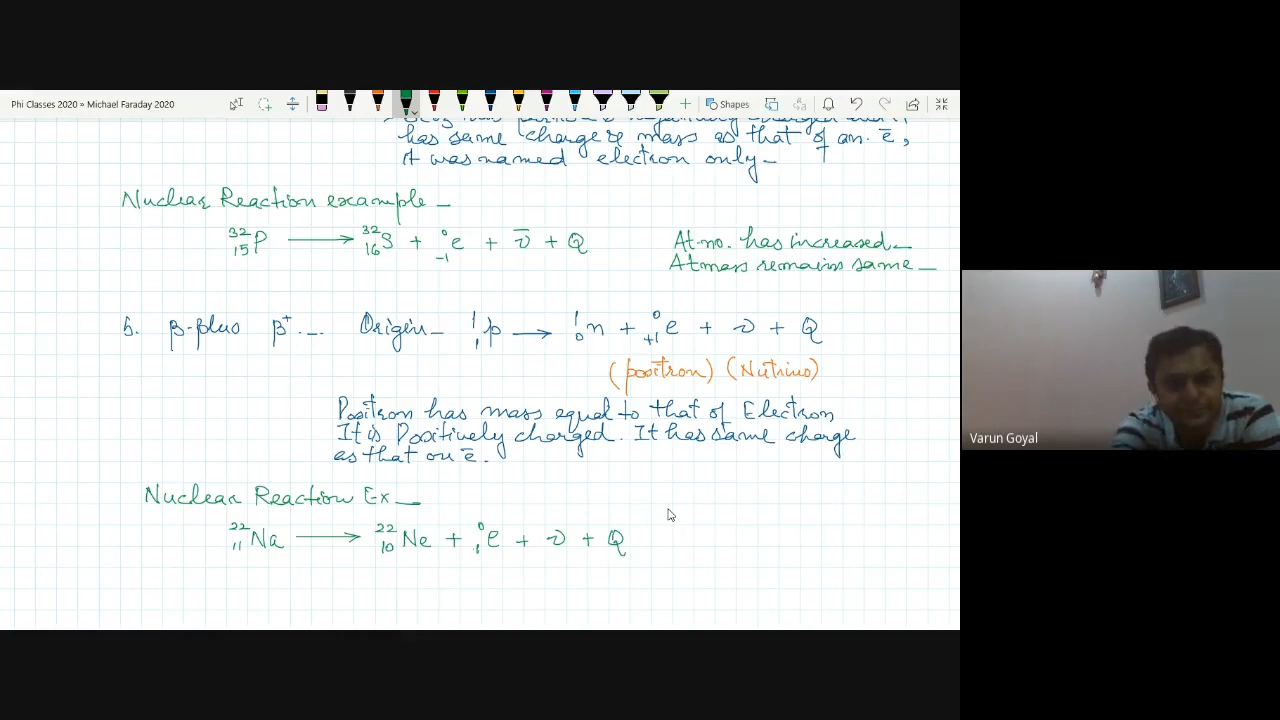 Phi Classes 2020 » Michael Faraday 2020
Shapes
has same charge & mass as that of an ē,
it was named electron only –
Nuclear Reaction example –
³²₁₅P ⟶ ³²₁₆S + ⁰₋₁e + ν̄ + Q
At no. has increased –
At mass remains same –
b. β-plus β⁺ – Origin – ¹₁p ⟶ ¹₀n + ⁰₊₁e + ν + Q
(positron) (Nutrino)
Positron has mass equal to that of Electron
It is Positively charged. It has same charge
as that on ē.
Nuclear Reaction Ex –
²²₁₁Na ⟶ ²²₁₀Ne + ⁰₁e + ν + Q
Varun Goyal